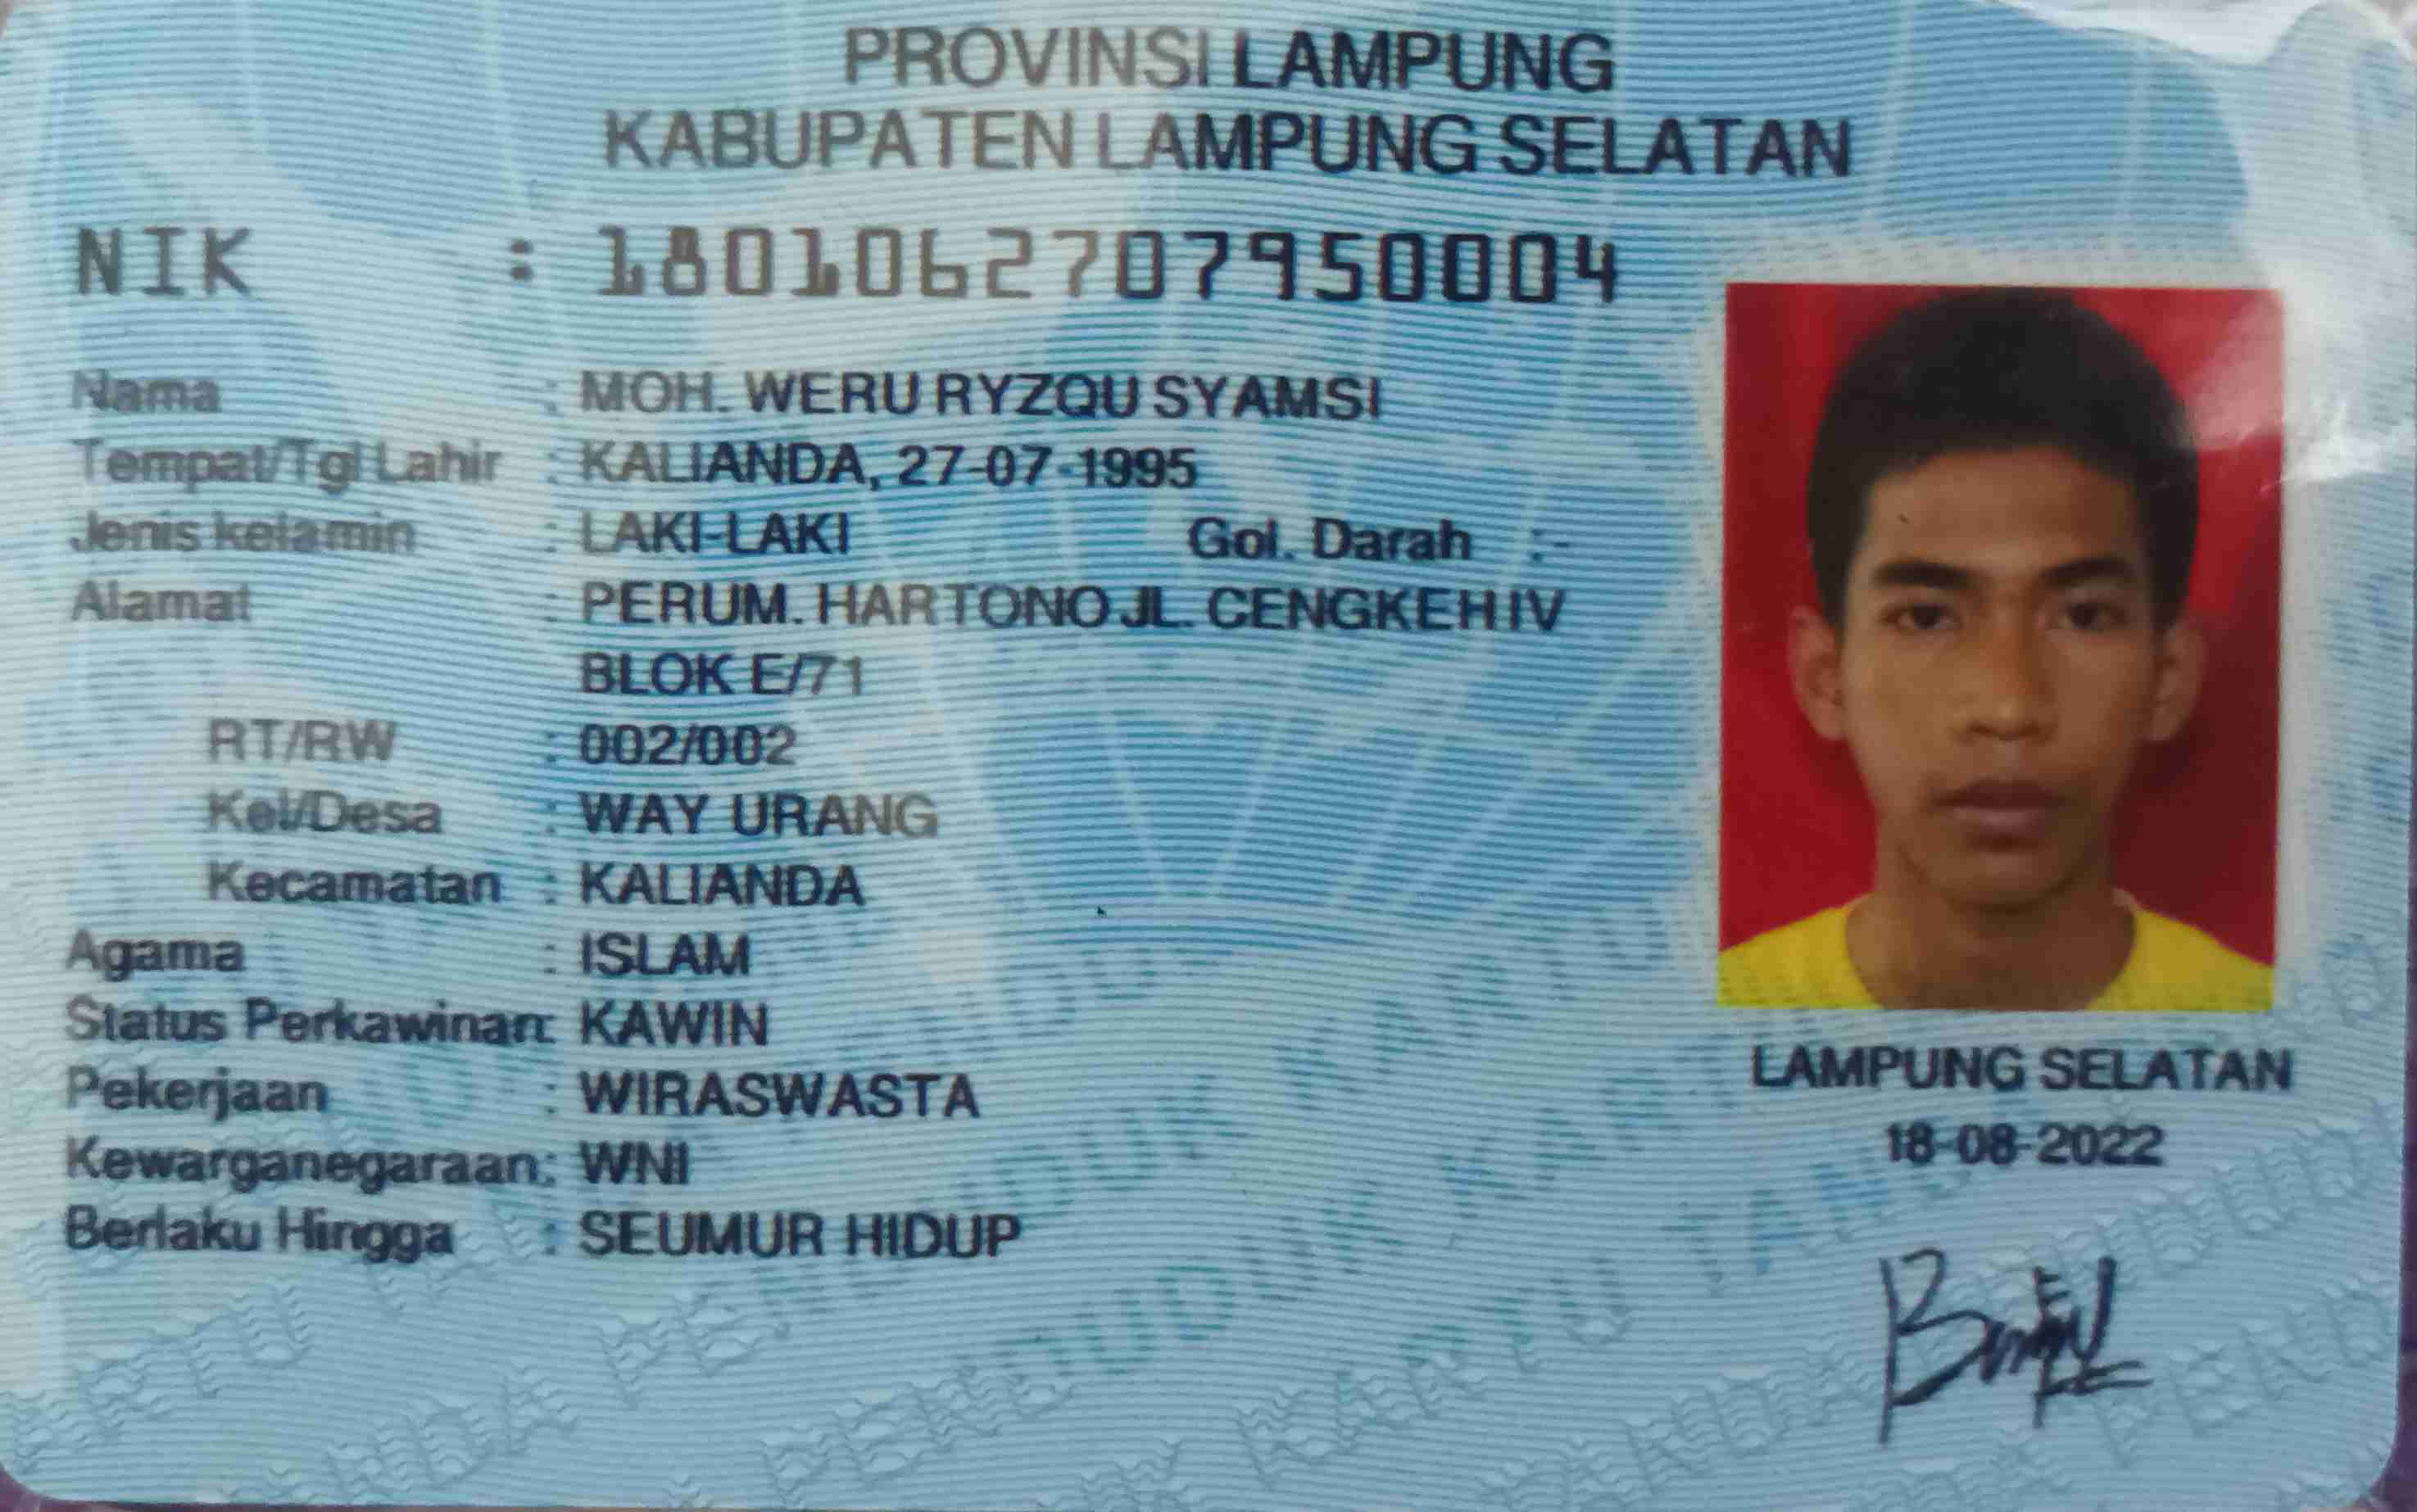 PROVINSI LAMPUNG
KABUPATEN LAMPUNG SELATAN
NIK : 1801062707950004
Nama : MOH. WERU RYZQU SYAMSI
Tempat/Tgl Lahir : KALIANDA, 27-07-1995
Jenis kelamin : LAKI-LAKI Gol. Darah :-
Alamat : PERUM. HARTONO JL. CENGKEH IV
BLOK E/71
RT/RW : 002/002
Kel/Desa : WAY URANG
Kecamatan : KALIANDA
Agama : ISLAM
Status Perkawinan: KAWIN
Pekerjaan : WIRASWASTA
Kewarganegaraan: WNI
Berlaku Hingga : SEUMUR HIDUP
LAMPUNG SELATAN
18-08-2022